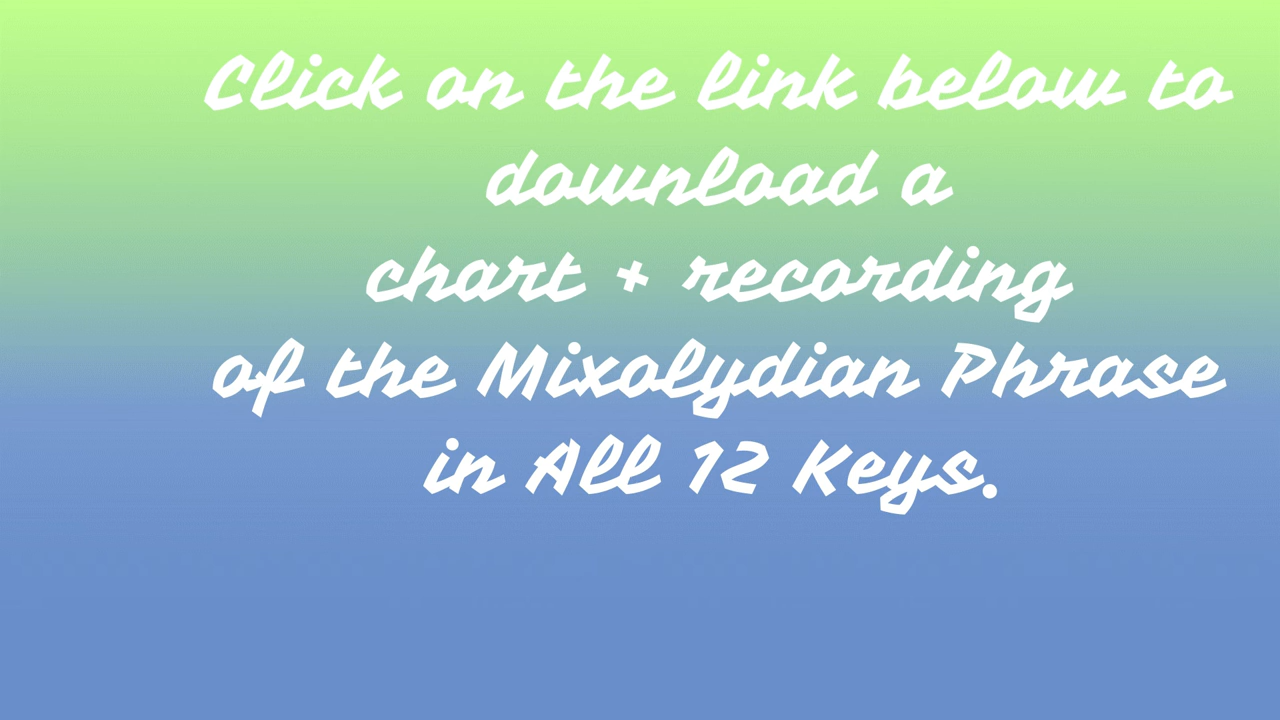 Click on the link below to
download a
chart + recording
of the Mixolydian Phrase
in All 12 Keys.